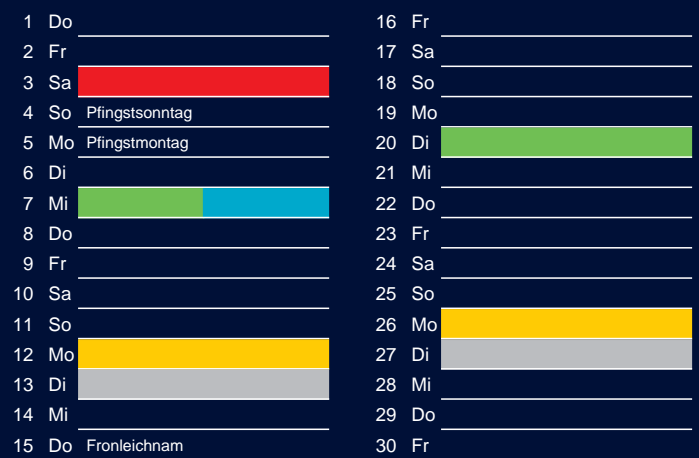 1 Do
2 Fr
3 Sa
4 So Pfingstsonntag
5 Mo Pfingstmontag
6 Di
7 Mi
8 Do
9 Fr
10 Sa
11 So
12 Mo
13 Di
14 Mi
15 Do Fronleichnam
16 Fr
17 Sa
18 So
19 Mo
20 Di
21 Mi
22 Do
23 Fr
24 Sa
25 So
26 Mo
27 Di
28 Mi
29 Do
30 Fr